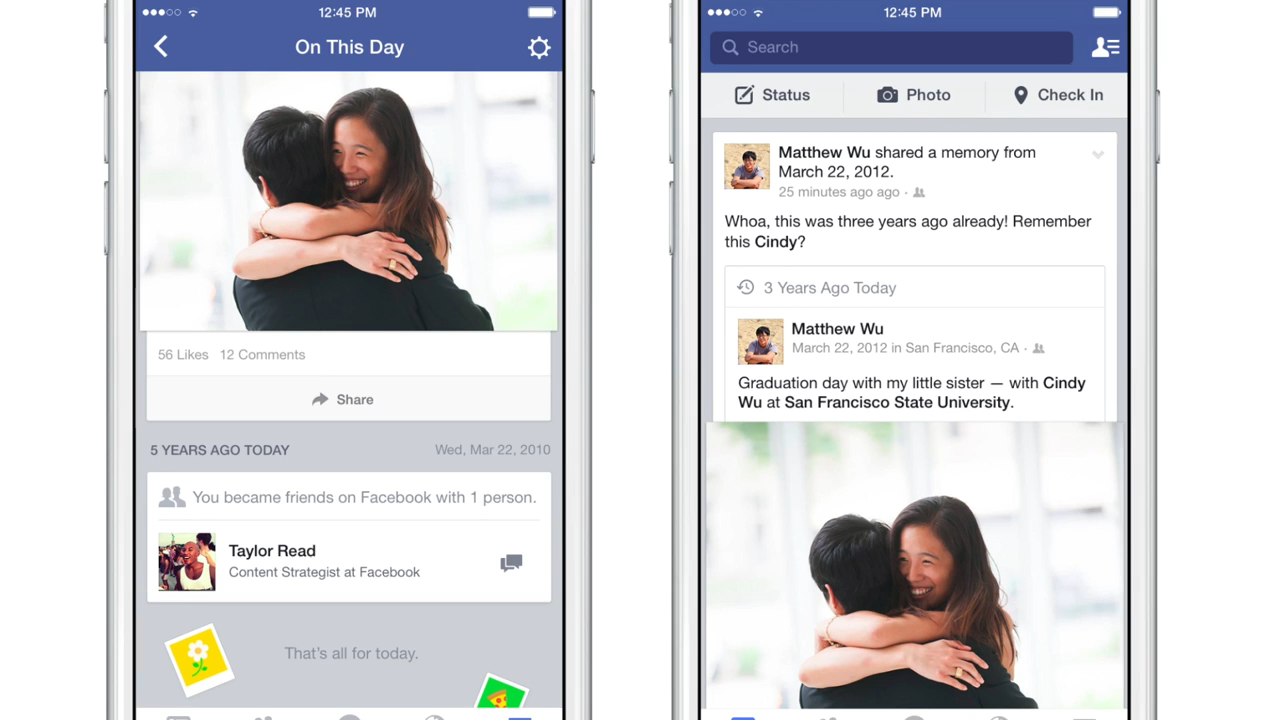 12:45 PM
On This Day
56 Likes 12 Comments
Share
5 YEARS AGO TODAY Wed, Mar 22, 2010
You became friends on Facebook with 1 person.
Taylor Read
Content Strategist at Facebook
That's all for today.
12:45 PM
Search
Status Photo Check In
Matthew Wu shared a memory from
March 22, 2012.
25 minutes ago ago ·
Whoa, this was three years ago already! Remember
this Cindy?
3 Years Ago Today
Matthew Wu
March 22, 2012 in San Francisco, CA ·
Graduation day with my little sister — with Cindy
Wu at San Francisco State University.